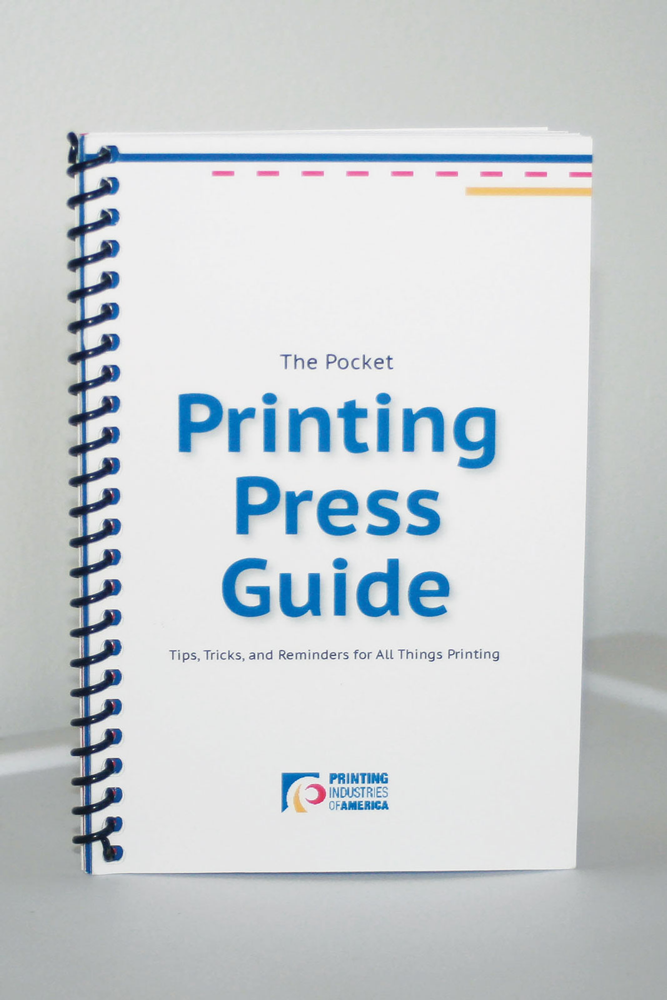 The Pocket
Printing
Press
Guide
Tips, Tricks, and Reminders for All Things Printing
PRINTING
INDUSTRIES
OF AMERICA